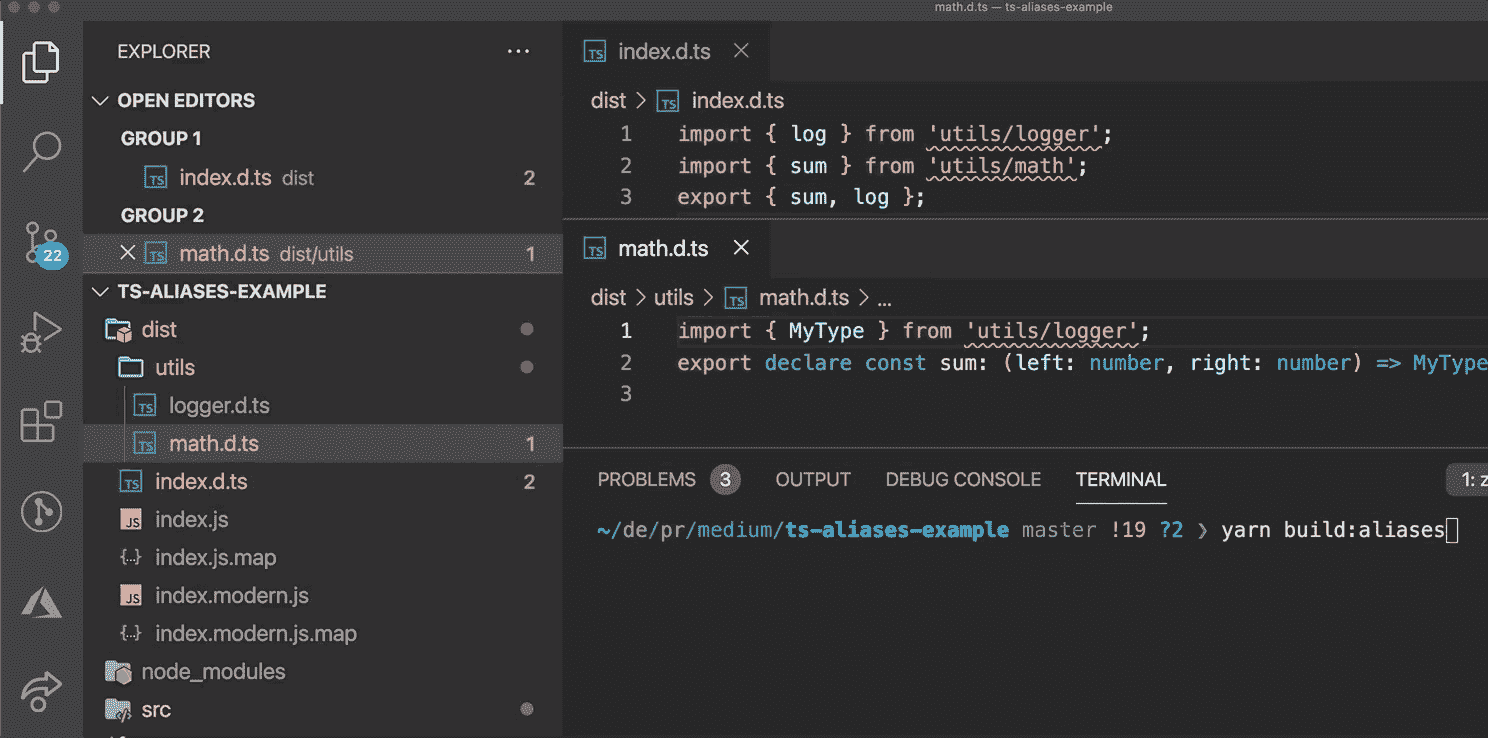 math.d.ts — ts-aliases-example
EXPLORER ...
OPEN EDITORS
GROUP 1
TS index.d.ts dist 2
GROUP 2
TS math.d.ts dist/utils 1
TS-ALIASES-EXAMPLE
dist
utils
TS logger.d.ts
TS math.d.ts 1
TS index.d.ts 2
JS index.js
{..} index.js.map
JS index.modern.js
{..} index.modern.js.map
node_modules
src
22
TS index.d.ts
dist > TS index.d.ts
1 import { log } from 'utils/logger';
2 import { sum } from 'utils/math';
3 export { sum, log };
TS math.d.ts
dist > utils > TS math.d.ts > ...
1 import { MyType } from 'utils/logger';
2 export declare const sum: (left: number, right: number) => MyType
3
PROBLEMS 3 OUTPUT DEBUG CONSOLE TERMINAL 1: z
~/de/pr/medium/ts-aliases-example master !19 ?2 ❯ yarn build:aliases